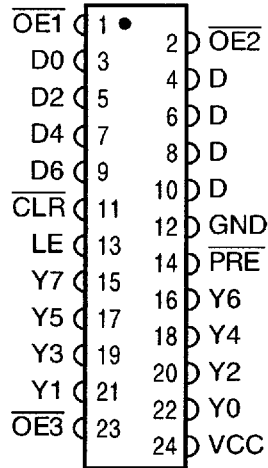 OE1 1
2 OE2
D0 3
4 D
D2 5
6 D
D4 7
8 D
D6 9
10 D
CLR 11
12 GND
LE 13
14 PRE
Y7 15
16 Y6
Y5 17
18 Y4
Y3 19
20 Y2
Y1 21
22 Y0
OE3 23
24 VCC